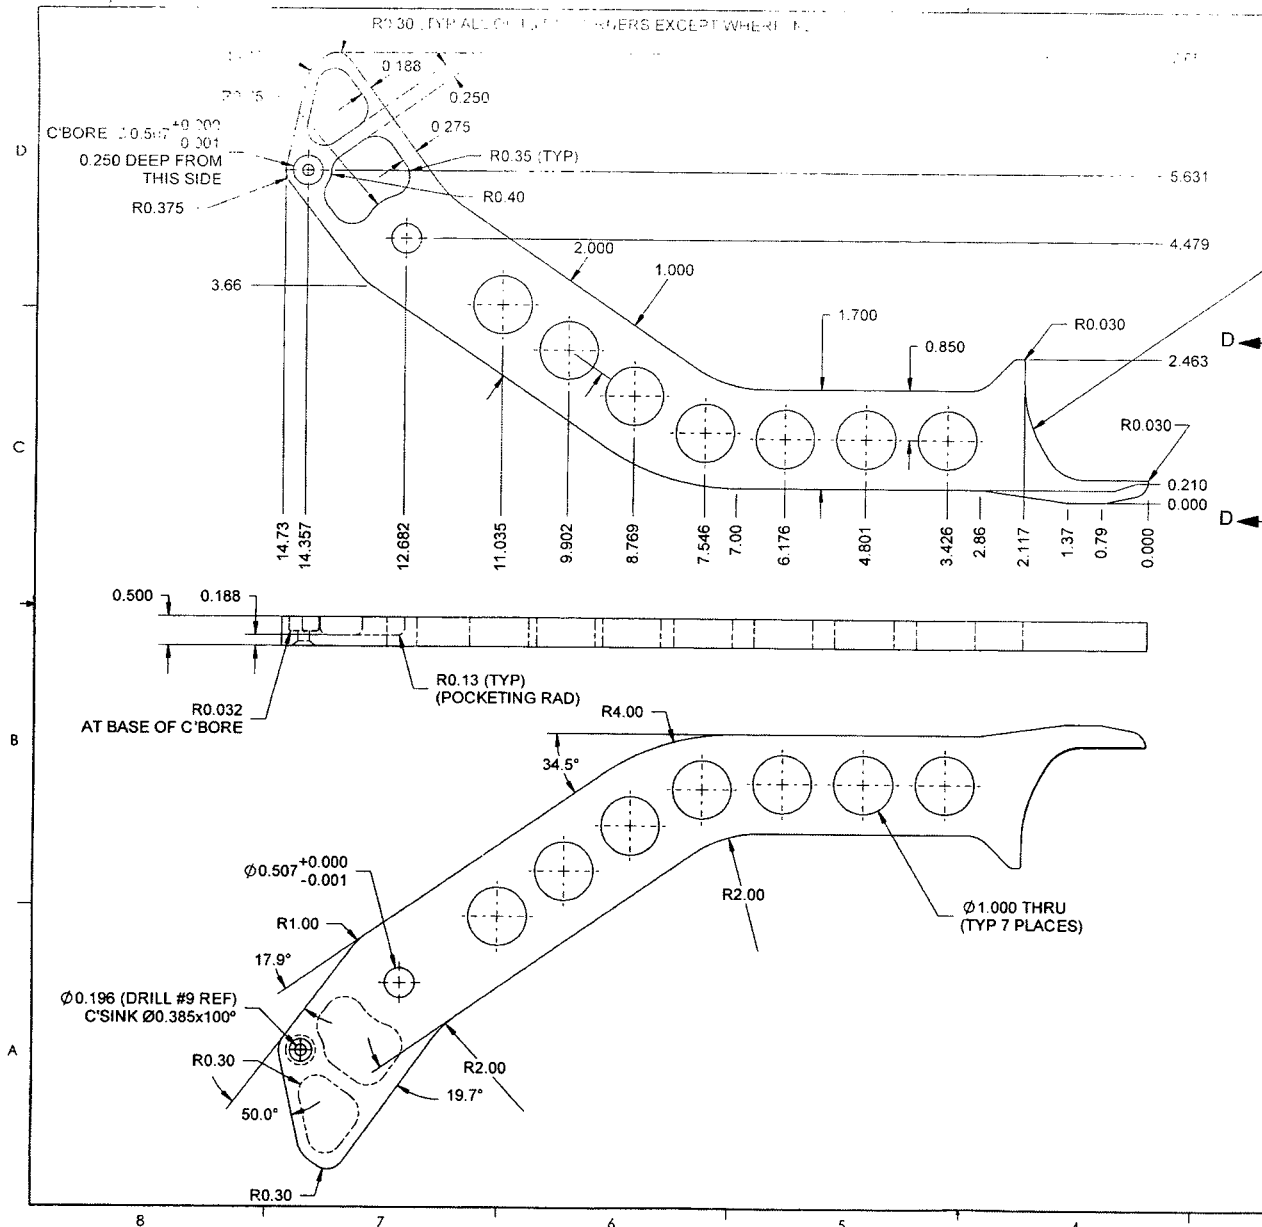 EXCEPT WHERE
0.188
0.250
0.275
C'BORE
0.250 DEEP FROM
THIS SIDE
R0.35 (TYP)
R0.40
R0.375
5.631
4.479
2.000
1.000
3.66
1.700
0.850
R0.030
2.463
D
R0.030
0.210
0.000
D
14.73
14.357
12.682
11.035
9.902
8.769
7.546
7.00
6.176
4.801
3.426
2.86
2.117
1.37
0.79
0.000
0.500
0.188
R0.13 (TYP)
(POCKETING RAD)
R0.032
AT BASE OF C'BORE
R4.00
34.5°
Ø0.507 +0.000
-0.001
R2.00
Ø1.000 THRU
(TYP 7 PLACES)
R1.00
17.9°
Ø0.196 (DRILL #9 REF)
C'SINK Ø0.385x100°
R0.30
R2.00
19.7°
50.0°
R0.30
D
C
B
A
8
7
6
5